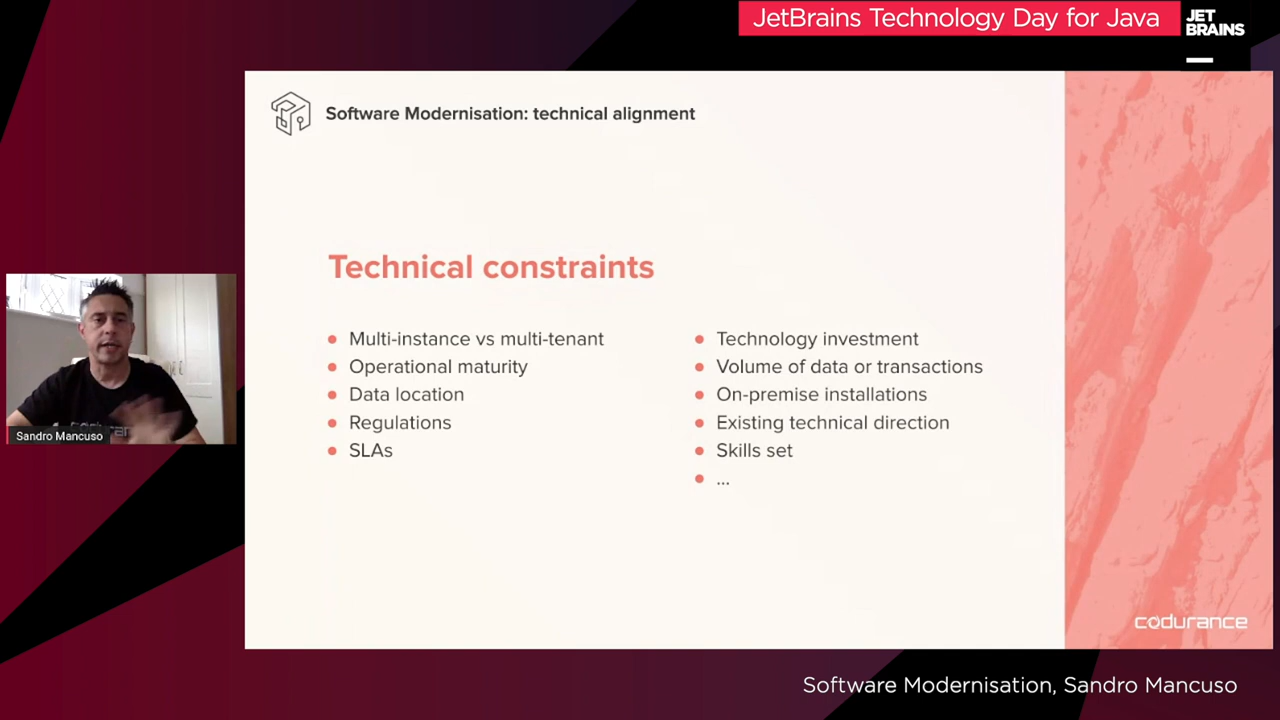 JetBrains Technology Day for Java
JET
BRAINS
Software Modernisation: technical alignment
Technical constraints
Multi-instance vs multi-tenant
Operational maturity
Data location
Regulations
SLAs
Technology investment
Volume of data or transactions
On-premise installations
Existing technical direction
Skills set
...
Sandro Mancuso
codurance
Software Modernisation, Sandro Mancuso